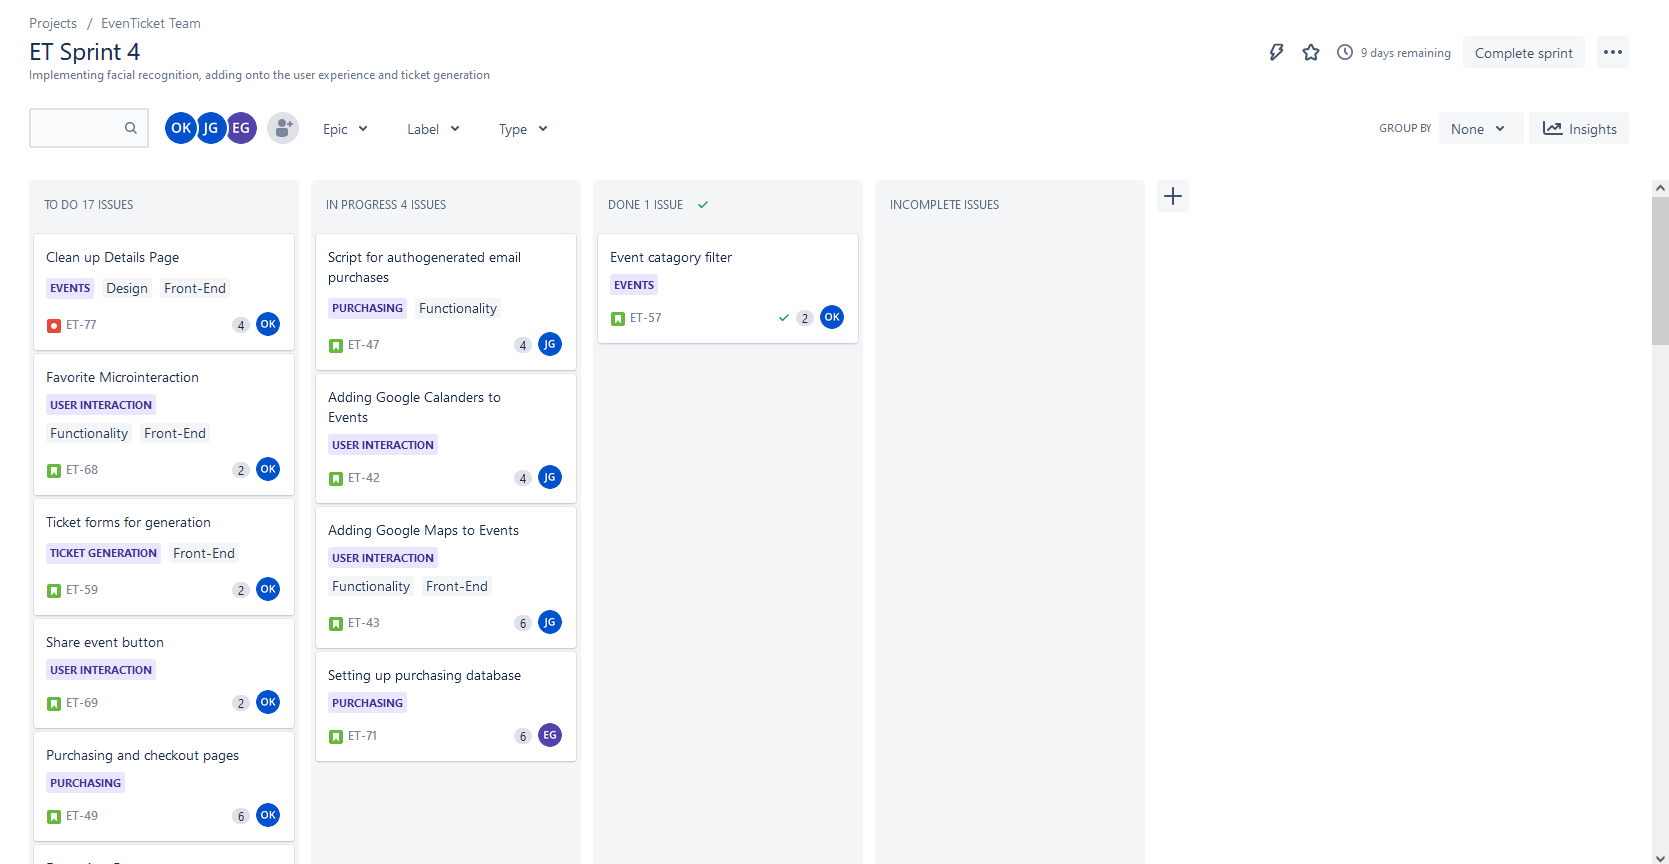 Projects / EvenTicket Team
ET Sprint 4
Implementing facial recognition, adding onto the user experience and ticket generation
9 days remaining
Complete sprint
OK JG EG
Epic
Label
Type
GROUP BY
None
Insights
TO DO 17 ISSUES
Clean up Details Page
EVENTS Design Front-End
ET-77 4 OK
Favorite Microinteraction
USER INTERACTION
Functionality Front-End
ET-68 2 OK
Ticket forms for generation
TICKET GENERATION Front-End
ET-59 2 OK
Share event button
USER INTERACTION
ET-69 2 OK
Purchasing and checkout pages
PURCHASING
ET-49 6 OK
IN PROGRESS 4 ISSUES
Script for authogenerated email
purchases
PURCHASING Functionality
ET-47 4 JG
Adding Google Calanders to
Events
USER INTERACTION
ET-42 4 JG
Adding Google Maps to Events
USER INTERACTION
Functionality Front-End
ET-43 6 JG
Setting up purchasing database
PURCHASING
ET-71 6 EG
DONE 1 ISSUE
Event catagory filter
EVENTS
ET-57 2 OK
INCOMPLETE ISSUES